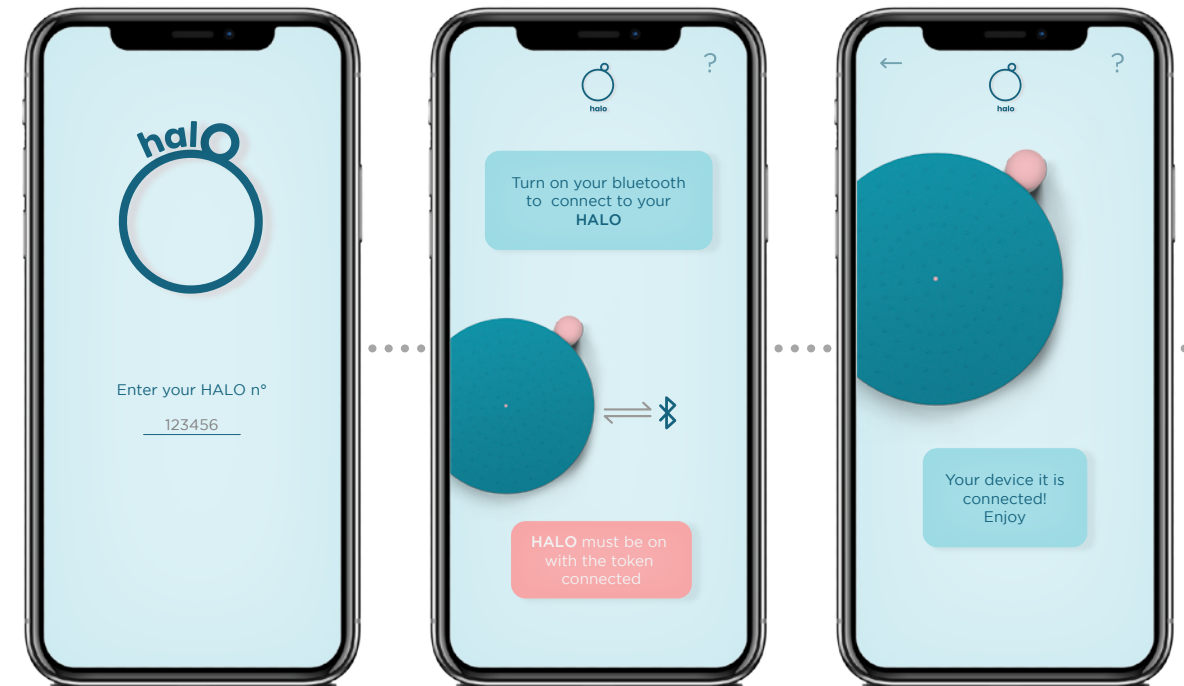 halo
Enter your HALO n°
123456
?
halo
Turn on your bluetooth
to connect to your
HALO
HALO must be on
with the token
connected
←
?
halo
Your device it is
connected!
Enjoy